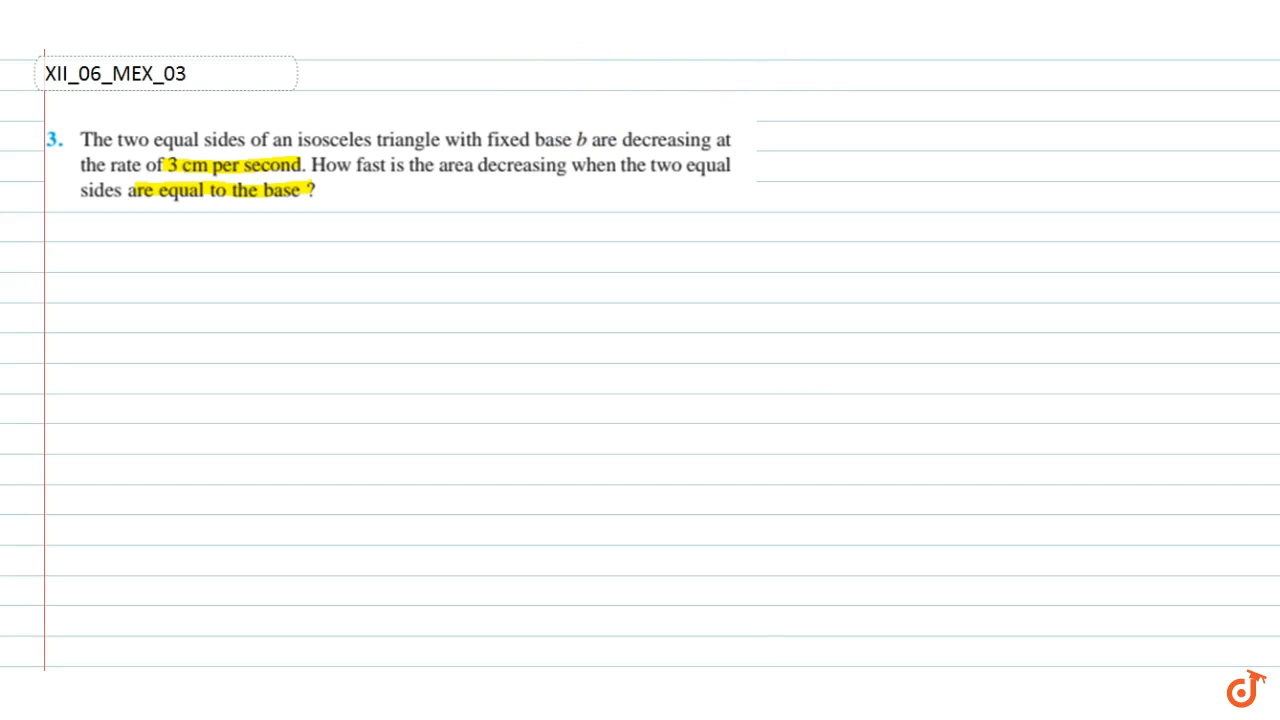 XII_06_MEX_03
3. The two equal sides of an isosceles triangle with fixed base b are decreasing at
the rate of 3 cm per second. How fast is the area decreasing when the two equal
sides are equal to the base ?